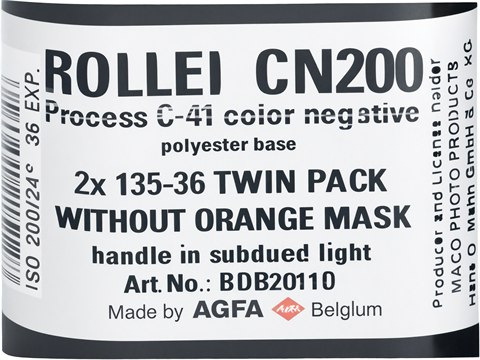 ROLLEI CN200
Process C-41 color negative
polyester base
2x 135-36 TWIN PACK
WITHOUT ORANGE MASK
handle in subdued light
Art.No.: BDB20110
Made by AGFA Belgium
ISO 200/24° 36 EXP.
Producer and License holder
MACO PHOTO PRODUCTS
Hans O. Mahn GmbH & Co KG